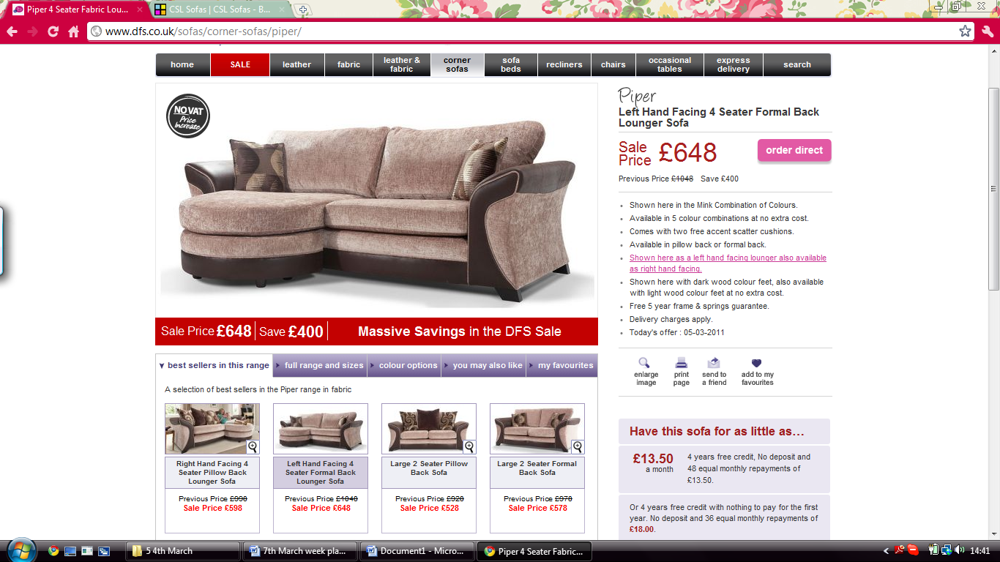 Piper 4 Seater Fabric Lou...
CSL Sofas | CSL Sofas - B...
www.dfs.co.uk/sofas/corner-sofas/piper/
home
SALE
leather
fabric
leather &
fabric
corner
sofas
sofa
beds
recliners
chairs
occasional
tables
express
delivery
search
NO VAT
Price
Increase
Piper
Left Hand Facing 4 Seater Formal Back
Lounger Sofa
Sale
Price £648
order direct
Previous Price £1048 Save £400
• Shown here in the Mink Combination of Colours.
• Available in 5 colour combinations at no extra cost.
• Comes with two free accent scatter cushions.
• Available in pillow back or formal back.
• Shown here as a left hand facing lounger also available
as right hand facing.
• Shown here with dark wood colour feet, also available
with light wood colour feet at no extra cost.
• Free 5 year frame & springs guarantee.
• Delivery charges apply.
• Today's offer : 05-03-2011
enlarge
image
print
page
send to
a friend
add to my
favourites
Sale Price £648 Save £400 Massive Savings in the DFS Sale
best sellers in this range
full range and sizes
colour options
you may also like
my favourites
A selection of best sellers in the Piper range in fabric
Right Hand Facing 4
Seater Pillow Back
Lounger Sofa
Previous Price £998
Sale Price £598
Left Hand Facing 4
Seater Formal Back
Lounger Sofa
Previous Price £1048
Sale Price £648
Large 2 Seater Pillow
Back Sofa
Previous Price £928
Sale Price £528
Large 2 Seater Formal
Back Sofa
Previous Price £978
Sale Price £578
Have this sofa for as little as...
£13.50
a month
4 years free credit, No deposit and
48 equal monthly repayments of
£13.50.
Or 4 years free credit with nothing to pay for the first
year. No deposit and 36 equal monthly repayments of
£18.00.
5 4th March
7th March week pla...
Document1 - Micro...
Piper 4 Seater Fabric...
14:41